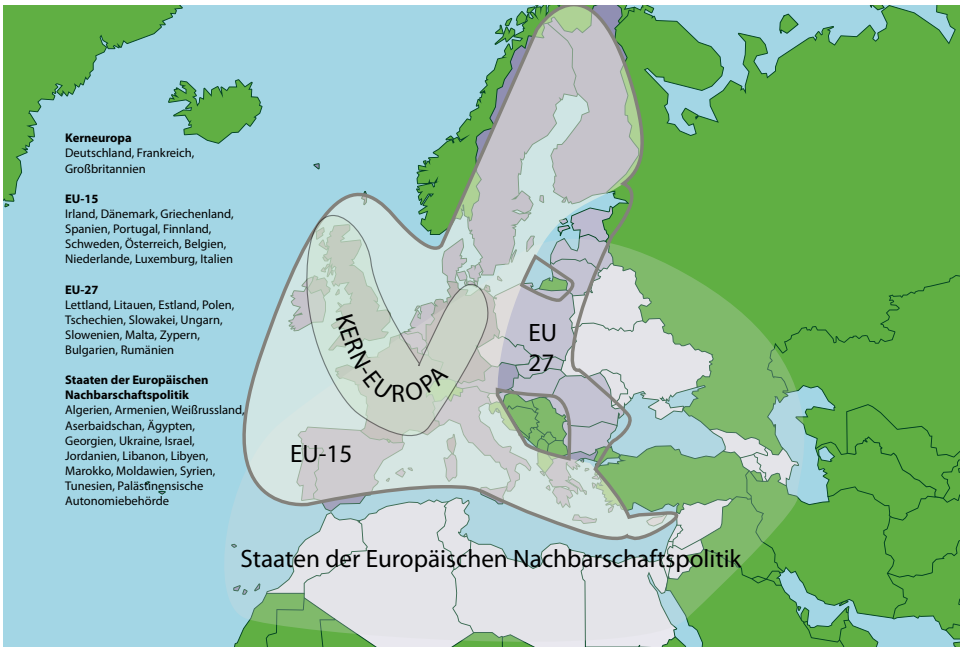 Kerneuropa
Deutschland, Frankreich,
Großbritannien
EU-15
Irland, Dänemark, Griechenland,
Spanien, Portugal, Finnland,
Schweden, Österreich, Belgien,
Niederlande, Luxemburg, Italien
EU-27
Lettland, Litauen, Estland, Polen,
Tschechien, Slowakei, Ungarn,
Slowenien, Malta, Zypern,
Bulgarien, Rumänien
Staaten der Europäischen
Nachbarschaftspolitik
Algerien, Armenien, Weißrussland,
Aserbaidschan, Ägypten,
Georgien, Ukraine, Israel,
Jordanien, Libanon, Libyen,
Marokko, Moldawien, Syrien,
Tunesien, Palästinensische
Autonomiebehörde
KERN-EUROPA
EU
27
EU-15
Staaten der Europäischen Nachbarschaftspolitik